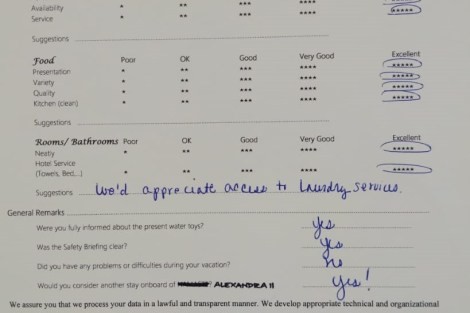 Availability * ** *** ****
Service * ** *** **** *****
Suggestions
Food Poor OK Good Very Good Excellent
Presentation * ** *** **** *****
Variety * ** *** **** *****
Quality * ** *** **** *****
Kitchen (clean) * ** *** **** *****
Suggestions
Rooms/ Bathrooms Poor OK Good Very Good Excellent
Neatly * ** *** **** *****
Hotel Service
(Towels, Bed,...) * ** *** **** *****
Suggestions We'd appreciate access to laundry services.
General Remarks
Were you fully informed about the present water toys? Yes
Was the Safety Briefing clear? Yes
Did you have any problems or difficulties during your vacation? No
Would you consider another stay onboard of ALEXANDRA II Yes!
We assure you that we process your data in a lawful and transparent manner. We develop appropriate technical and organizational